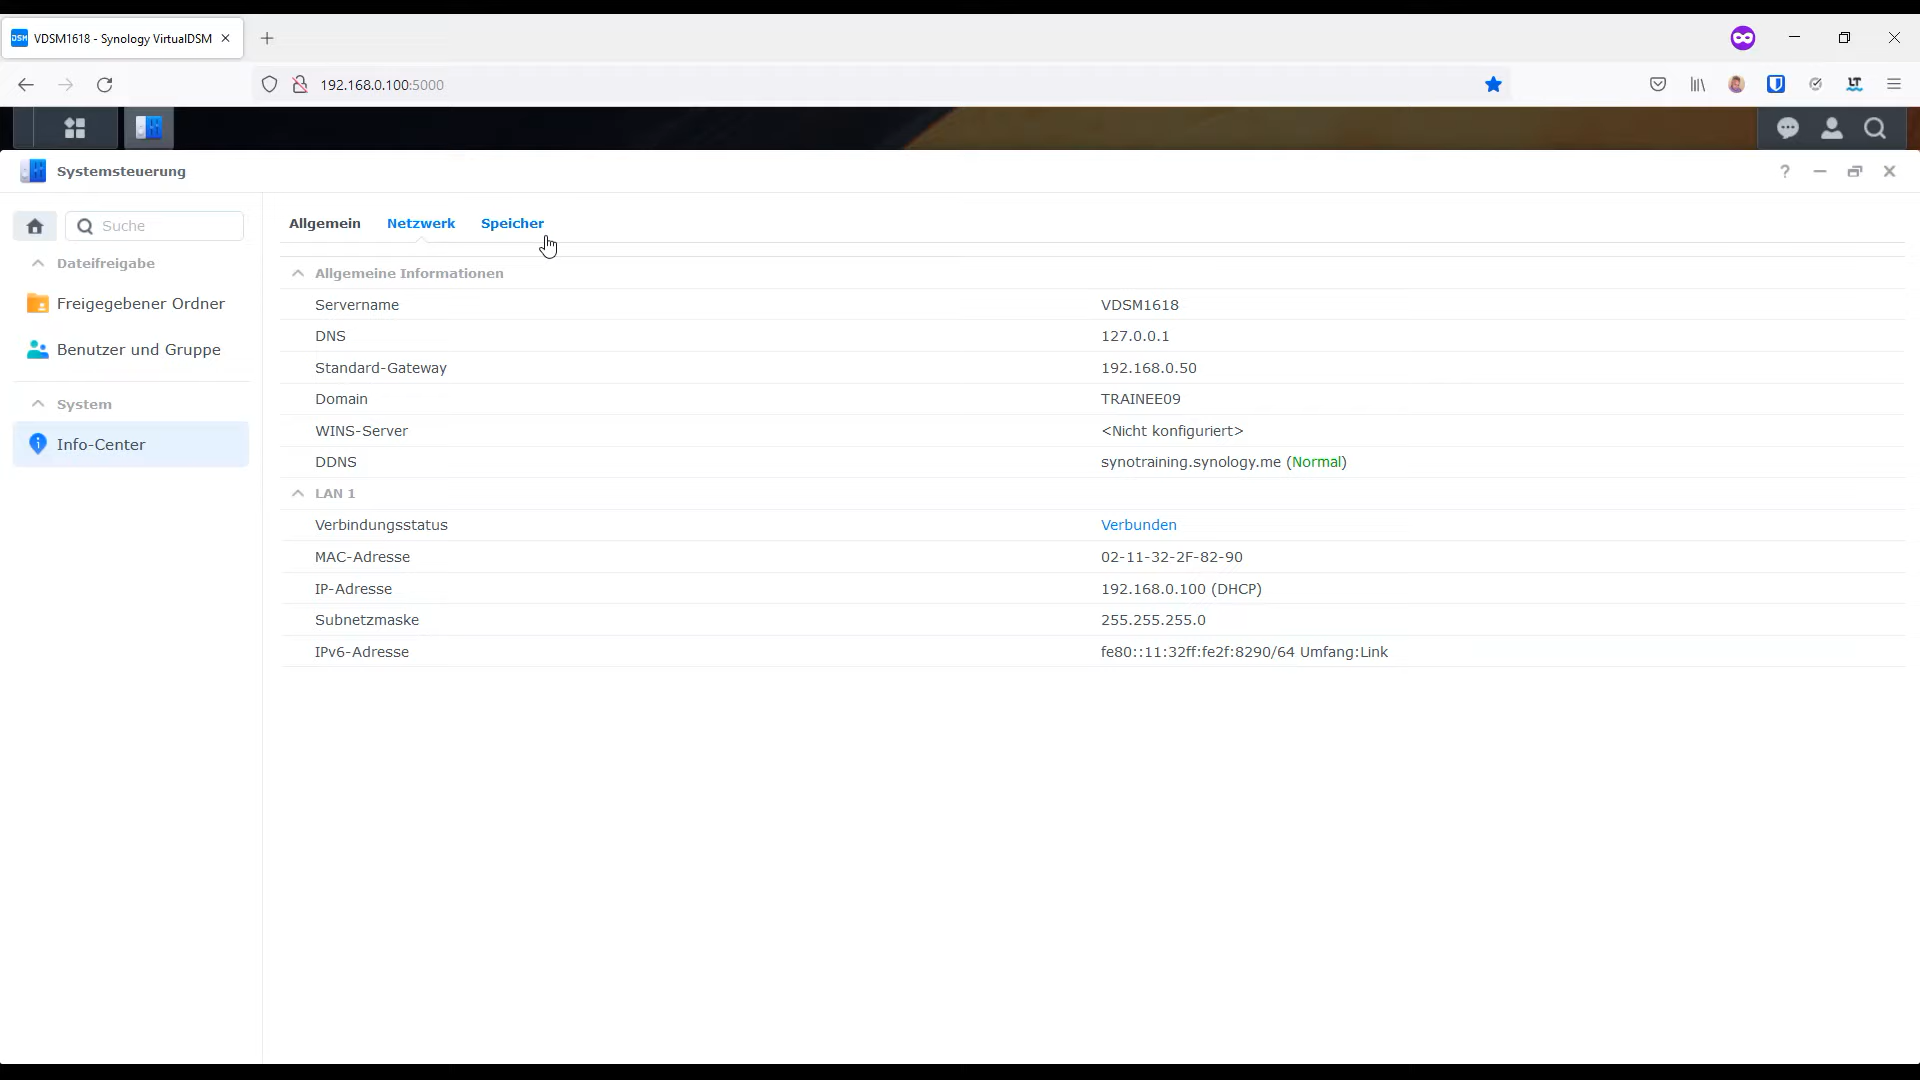 VDSM1618 - Synology VirtualDSM
192.168.0.100:5000
Systemsteuerung
Suche
Dateifreigabe
Freigegebener Ordner
Benutzer und Gruppe
System
Info-Center
Allgemein Netzwerk Speicher
Allgemeine Informationen
Servername VDSM1618
DNS 127.0.0.1
Standard-Gateway 192.168.0.50
Domain TRAINEE09
WINS-Server <Nicht konfiguriert>
DDNS synotraining.synology.me (Normal)
LAN 1
Verbindungsstatus Verbunden
MAC-Adresse 02-11-32-2F-82-90
IP-Adresse 192.168.0.100 (DHCP)
Subnetzmaske 255.255.255.0
IPv6-Adresse fe80::11:32ff:fe2f:8290/64 Umfang:Link